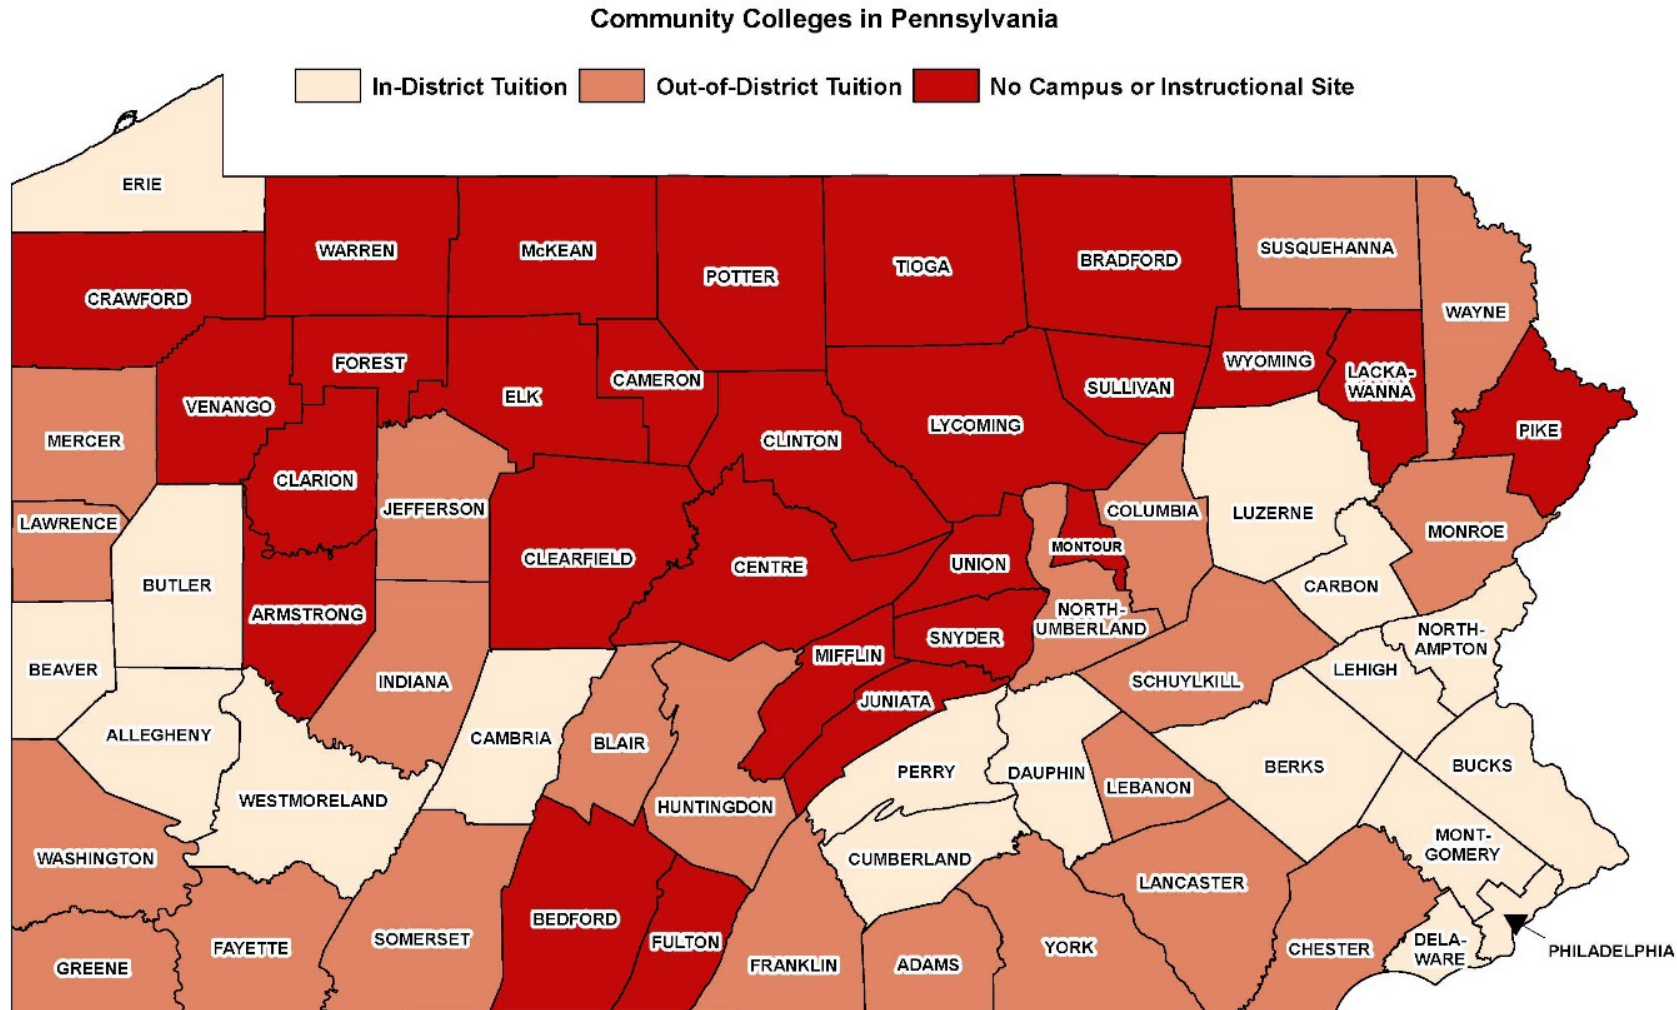 Community Colleges in Pennsylvania
In-District Tuition
Out-of-District Tuition
No Campus or Instructional Site
ERIE
WARREN
McKEAN
POTTER
TIOGA
BRADFORD
SUSQUEHANNA
WAYNE
CRAWFORD
FOREST
ELK
CAMERON
SULLIVAN
WYOMING
LACKA-
WANNA
PIKE
MERCER
VENANGO
CLARION
JEFFERSON
CLINTON
LYCOMING
COLUMBIA
LUZERNE
MONROE
LAWRENCE
BUTLER
ARMSTRONG
CLEARFIELD
CENTRE
UNION
MONTOUR
CARBON
NORTH-
UMBERLAND
SNYDER
NORTH-
AMPTON
BEAVER
INDIANA
MIFFLIN
JUNIATA
SCHUYLKILL
LEHIGH
ALLEGHENY
CAMBRIA
BLAIR
WESTMORELAND
HUNTINGDON
PERRY
DAUPHIN
LEBANON
BERKS
BUCKS
WASHINGTON
CUMBERLAND
LANCASTER
MONT-
GOMERY
GREENE
FAYETTE
SOMERSET
BEDFORD
FULTON
FRANKLIN
ADAMS
YORK
CHESTER
DELA-
WARE
PHILADELPHIA